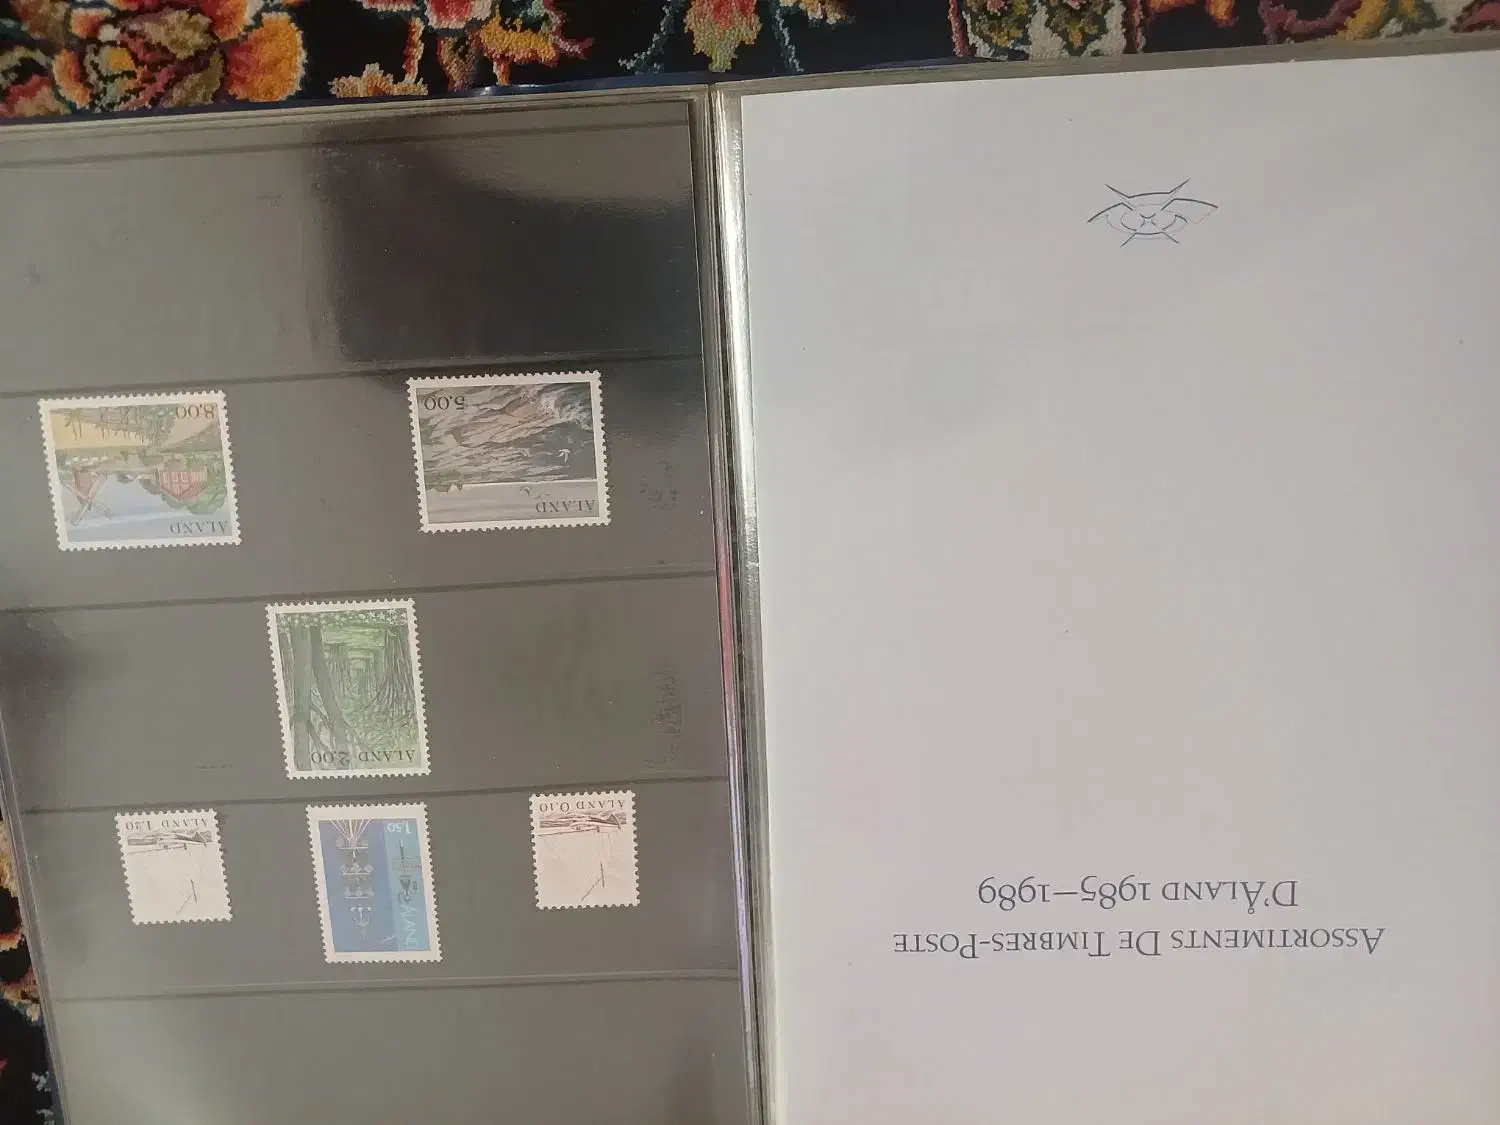 ASSORTIMENTS DE TIMBRES-POSTE
D'ÅLAND 1985—1989
ÅLAND 0,10
1,50
ÅLAND
ÅLAND 1,20
ÅLAND 2,00
ÅLAND
5,00
ÅLAND
8,00